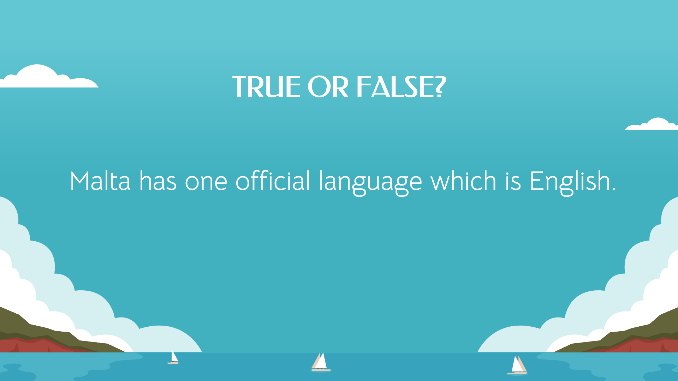 TRUE OR FALSE?
Malta has one official language which is English.